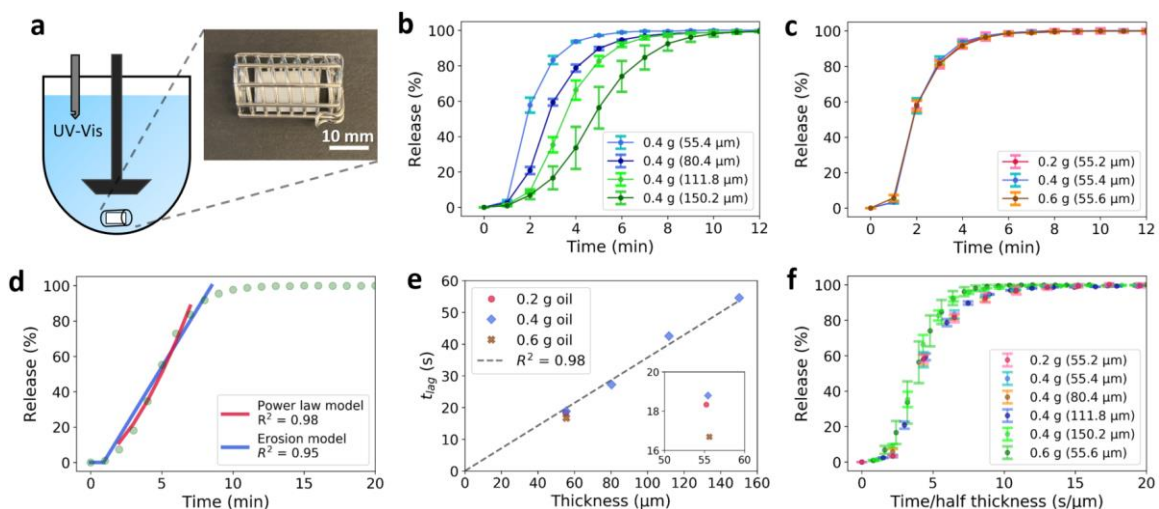 a
UV-Vis
10 mm
b
Release (%)
100
80
60
40
20
0
0.4 g (55.4 µm)
0.4 g (80.4 µm)
0.4 g (111.8 µm)
0.4 g (150.2 µm)
0 2 4 6 8 10 12
Time (min)
c
Release (%)
100
80
60
40
20
0
0.2 g (55.2 µm)
0.4 g (55.4 µm)
0.6 g (55.6 µm)
0 2 4 6 8 10 12
Time (min)
d
Release (%)
100
80
60
40
20
0
Power law model
R² = 0.98
Erosion model
R² = 0.95
0 5 10 15 20
Time (min)
e
tlag (s)
60
50
40
30
20
10
0
0.2 g oil
0.4 g oil
0.6 g oil
R² = 0.98
20
18
16
50 55 60
0 20 40 60 80 100 120 140 160
Thickness (µm)
f
Release (%)
100
80
60
40
20
0
0.2 g (55.2 µm)
0.4 g (55.4 µm)
0.4 g (80.4 µm)
0.4 g (111.8 µm)
0.4 g (150.2 µm)
0.6 g (55.6 µm)
0 5 10 15 20
Time/half thickness (s/µm)